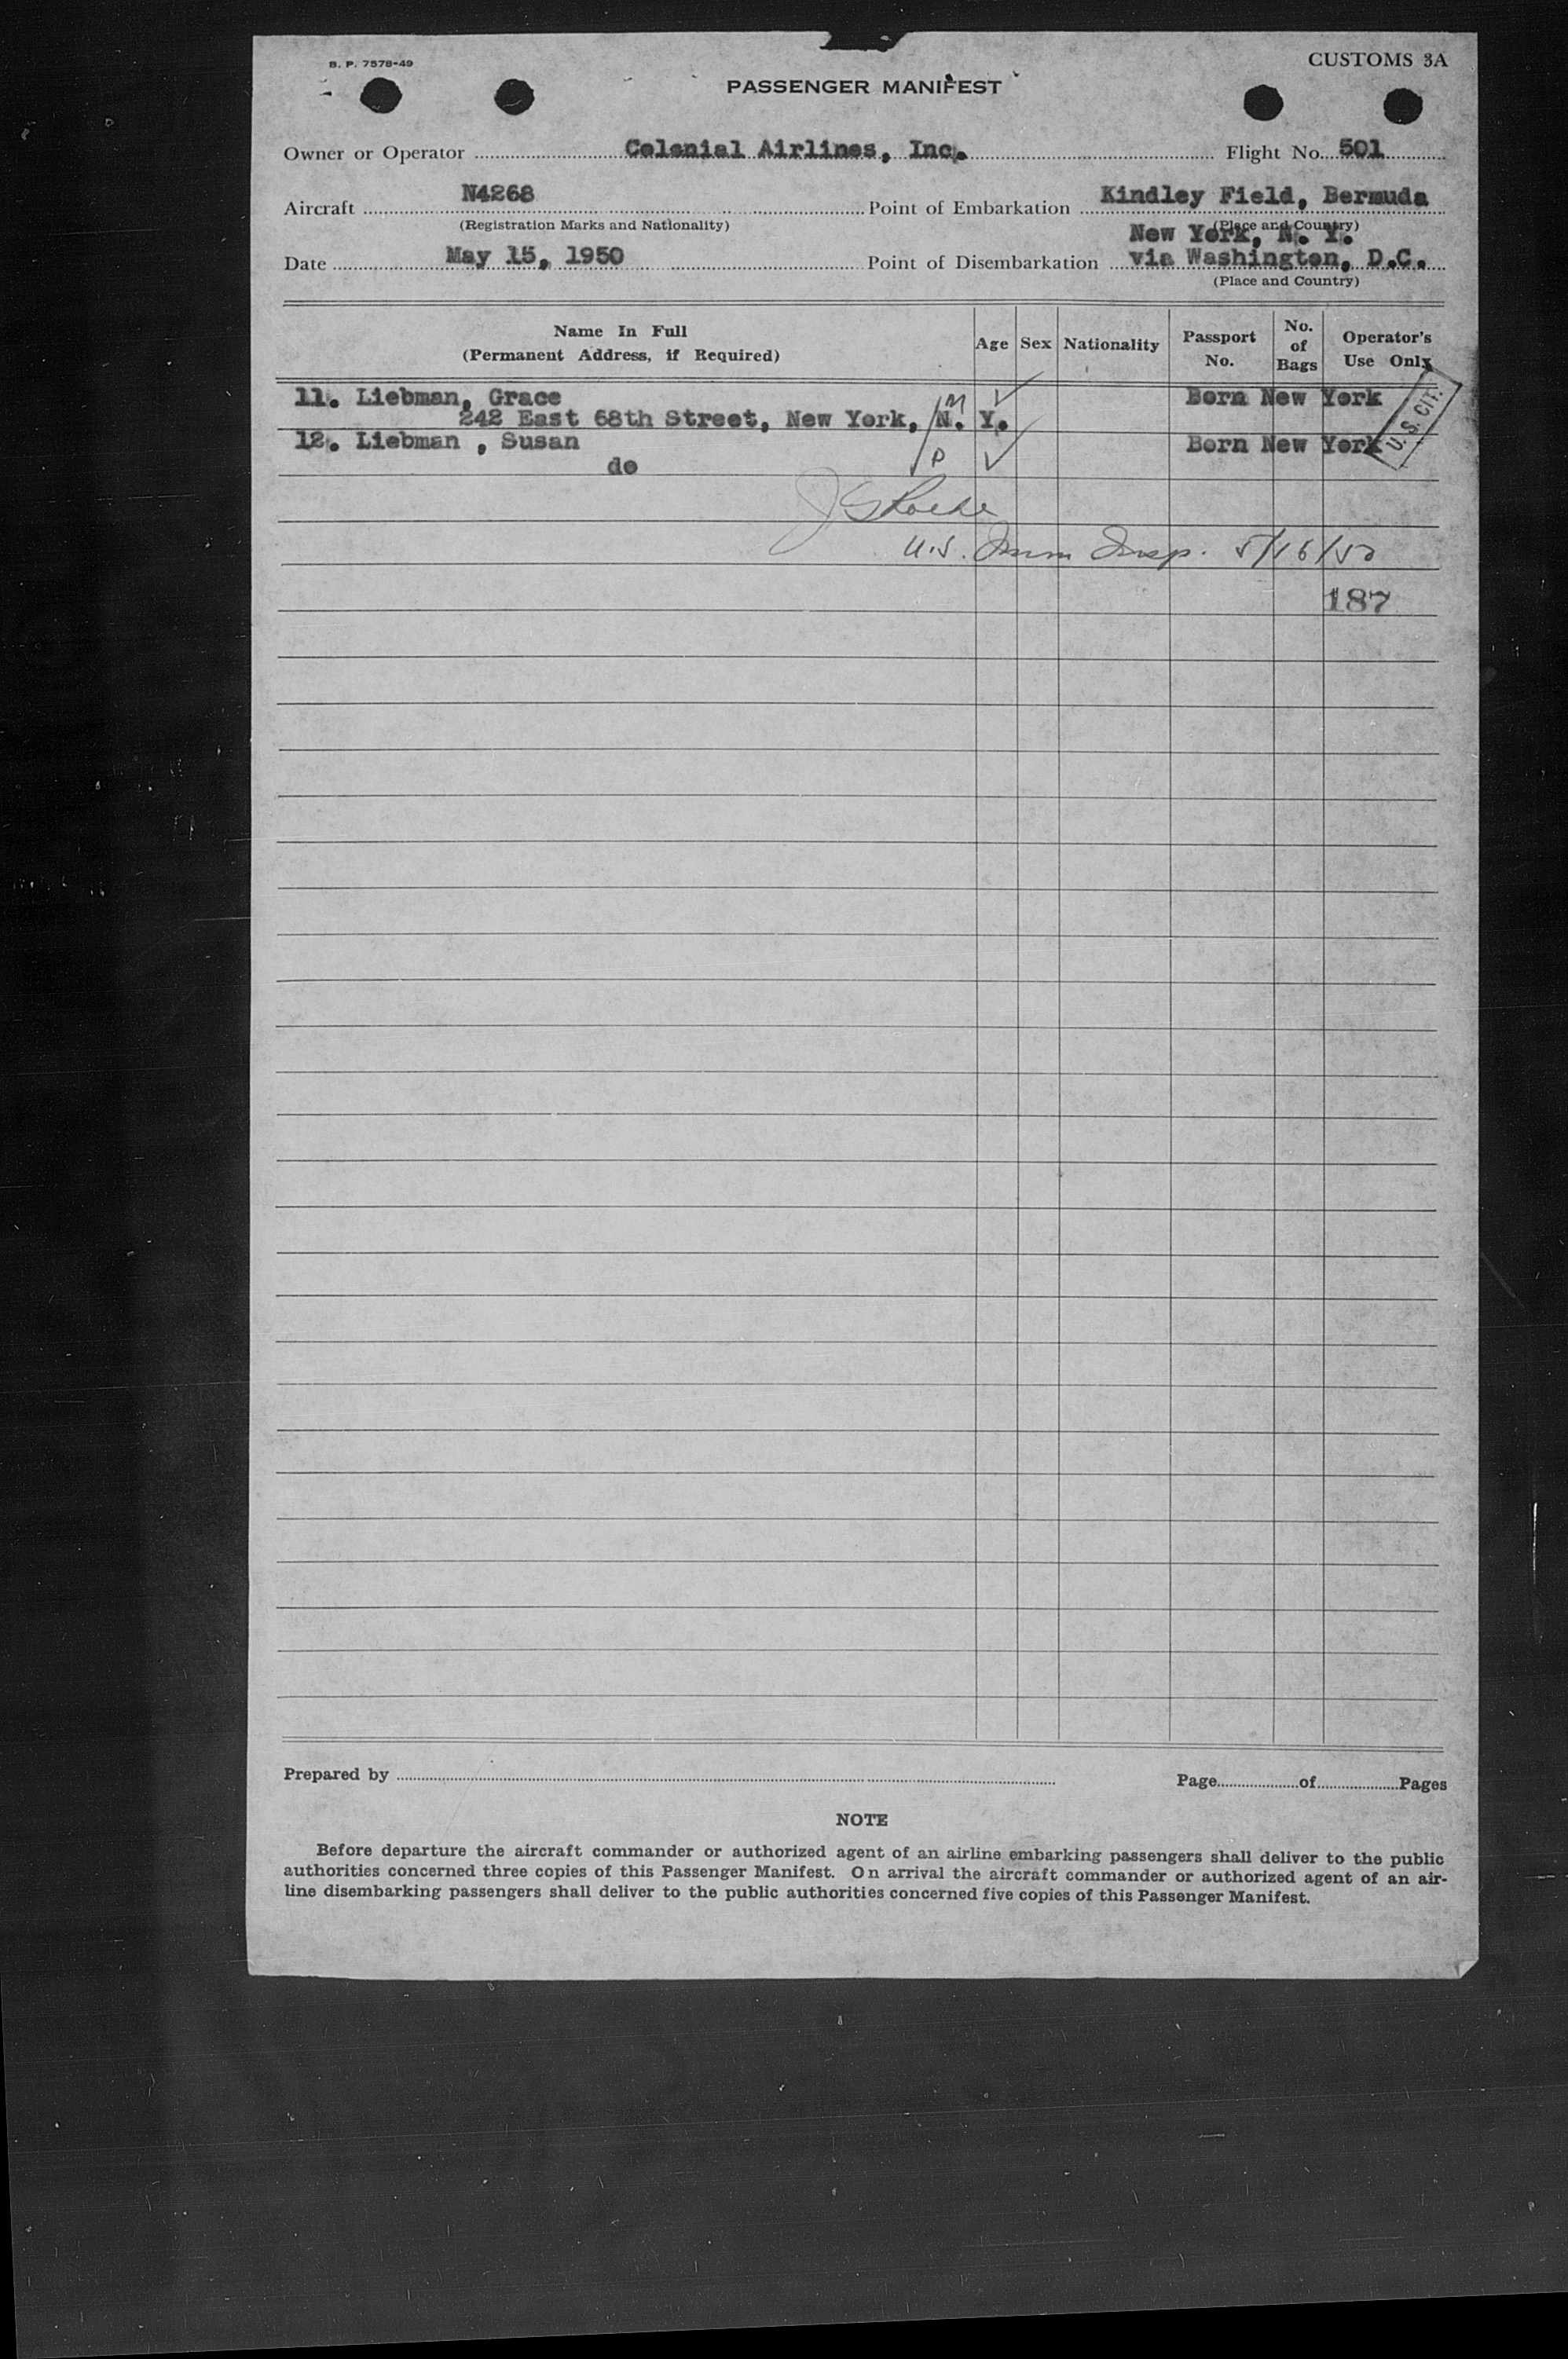 B. P. 7578-49
CUSTOMS 3A
PASSENGER MANIFEST
Owner or Operator Colonial Airlines, Inc. Flight No. 501
Aircraft N4268 Point of Embarkation Kindley Field, Bermuda
(Registration Marks and Nationality) (Place and Country)
New York, N. Y.
Date May 15, 1950 Point of Disembarkation via Washington, D.C.
(Place and Country)
Name In Full (Permanent Address, if Required) Age Sex Nationality Passport No. No. of Bags Operator's Use Only
11. Liebman, Grace Born New York
242 East 68th Street, New York, N. Y.
U. S. CIT.
12. Liebman , Susan Born New York
do
U.S. Imm Insp. 5/16/50
187
Prepared by Page of Pages
NOTE
Before departure the aircraft commander or authorized agent of an airline embarking passengers shall deliver to the public
authorities concerned three copies of this Passenger Manifest. On arrival the aircraft commander or authorized agent of an air-
line disembarking passengers shall deliver to the public authorities concerned five copies of this Passenger Manifest.